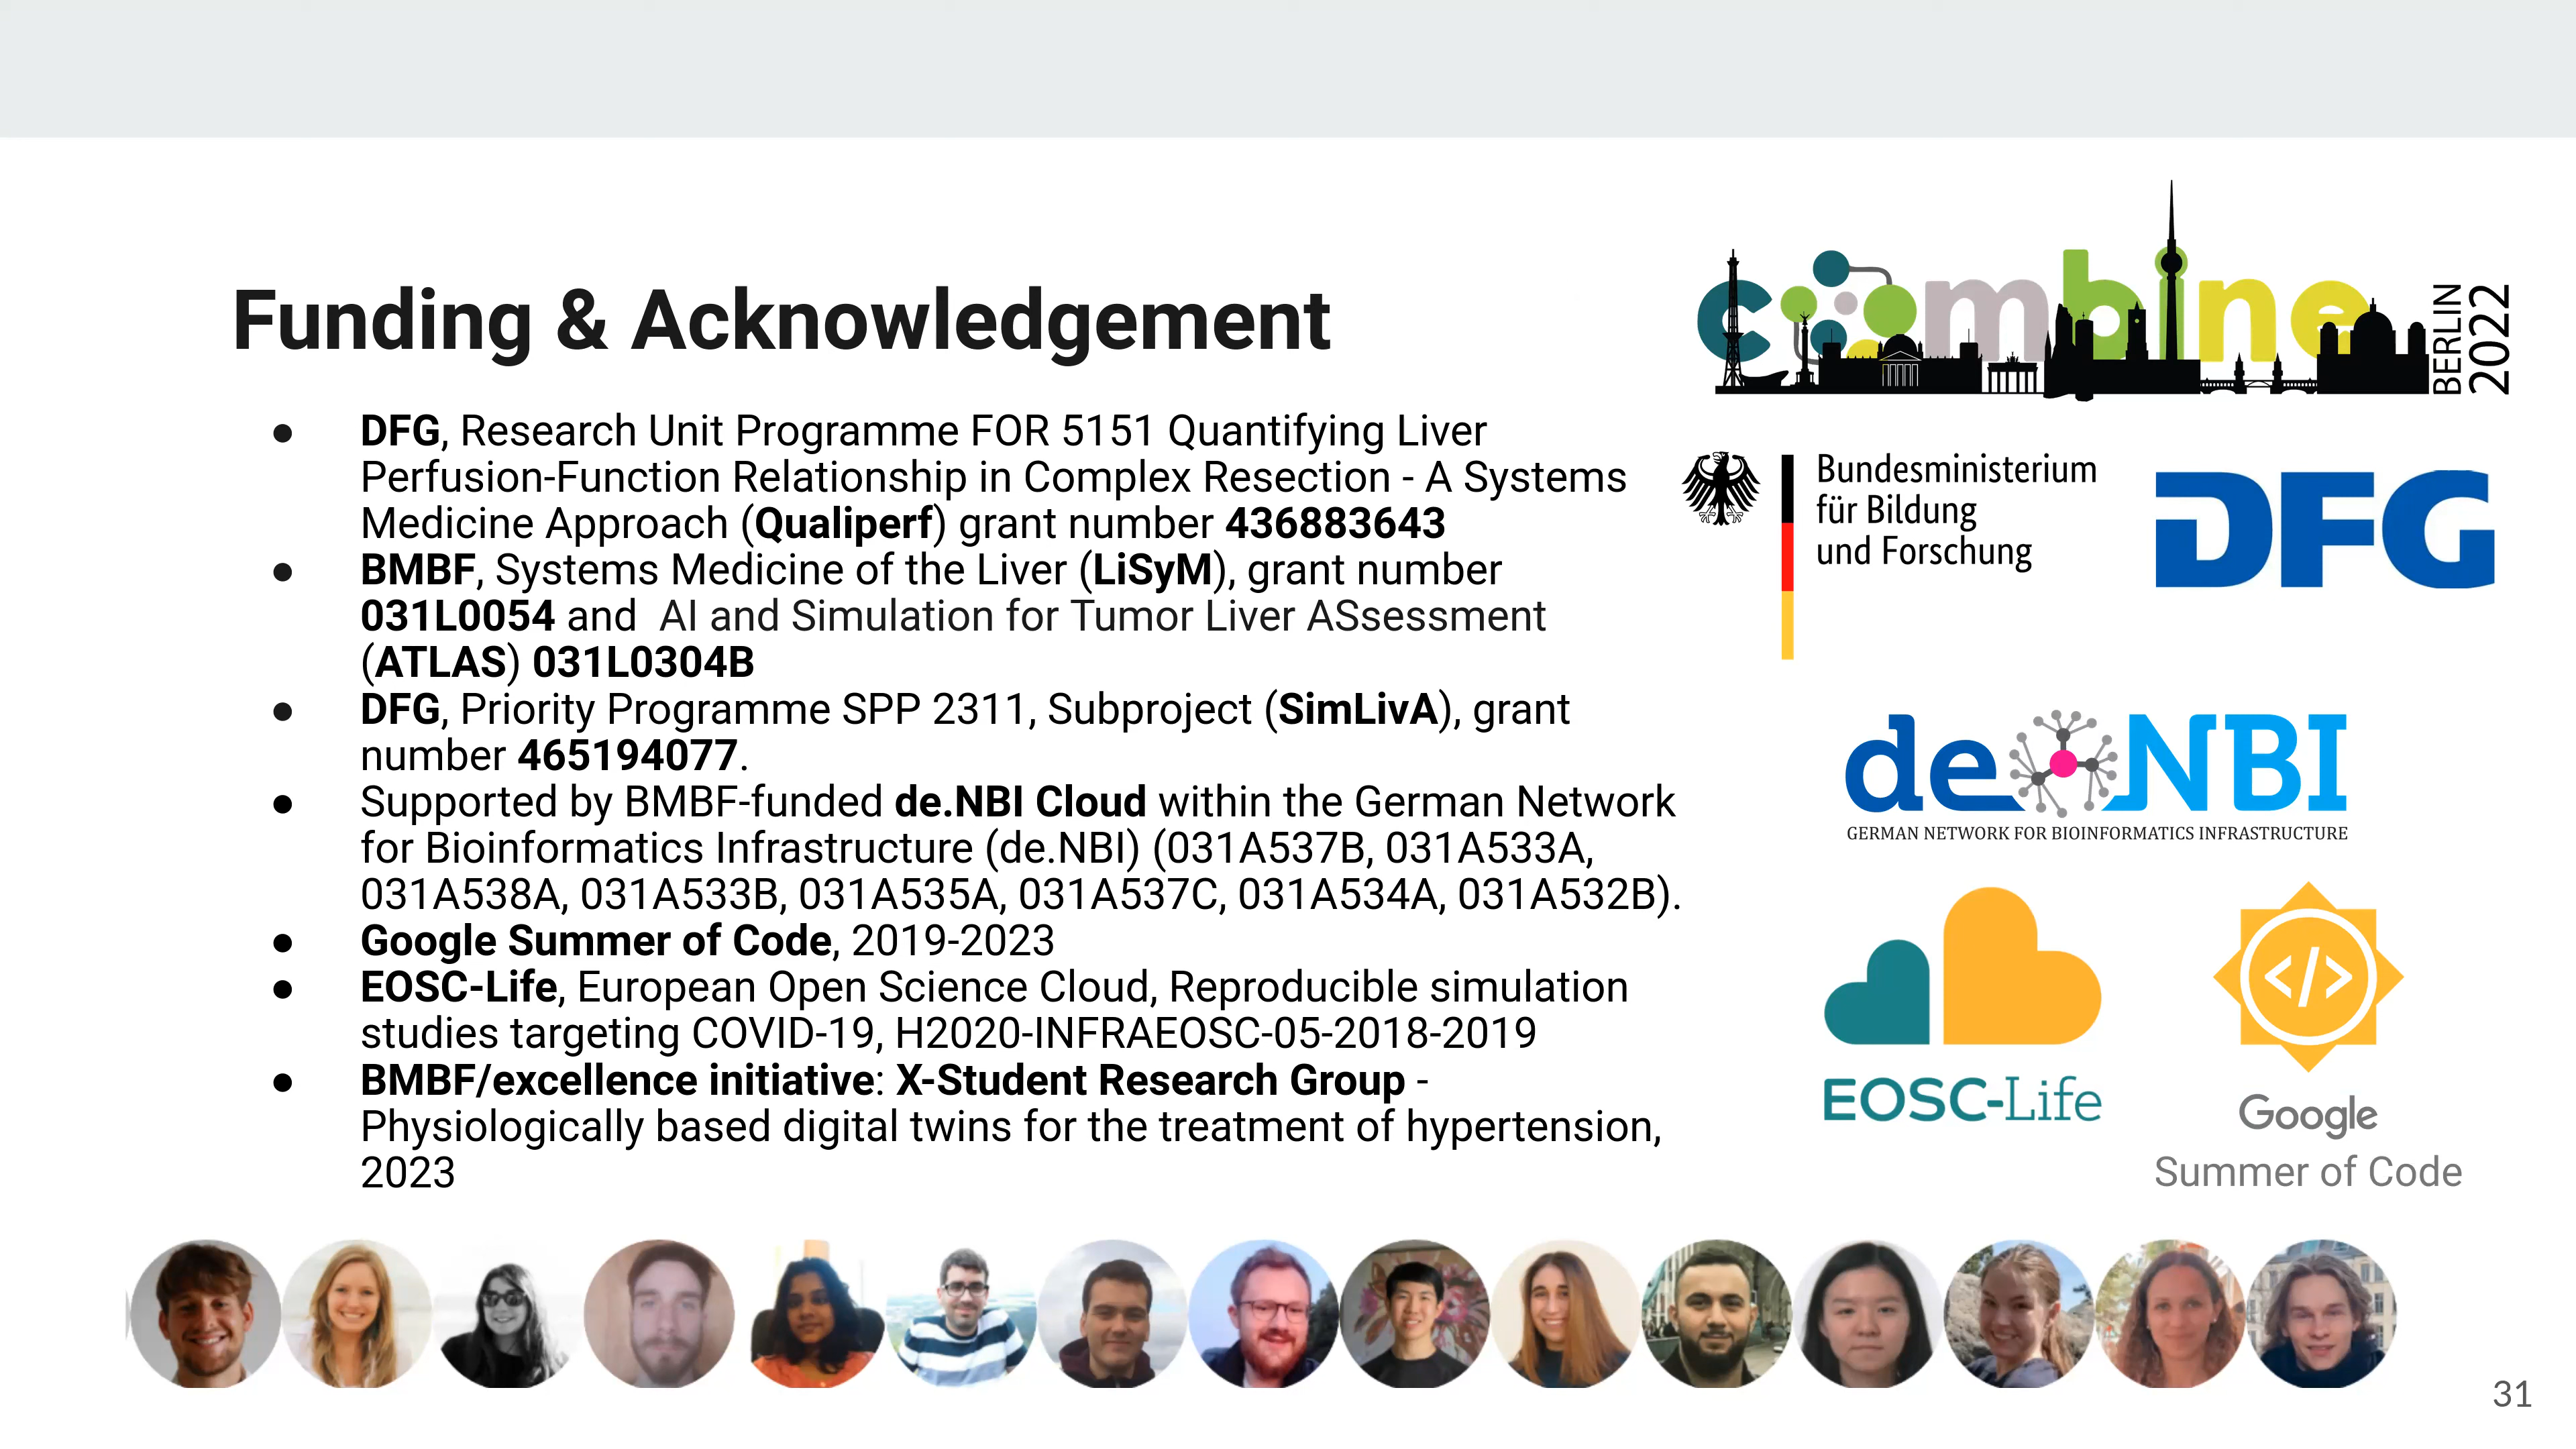 Funding & Acknowledgement
● DFG, Research Unit Programme FOR 5151 Quantifying Liver
Perfusion-Function Relationship in Complex Resection - A Systems
Medicine Approach (Qualiperf) grant number 436883643
● BMBF, Systems Medicine of the Liver (LiSyM), grant number
031L0054 and AI and Simulation for Tumor Liver ASsessment
(ATLAS) 031L0304B
● DFG, Priority Programme SPP 2311, Subproject (SimLivA), grant
number 465194077.
● Supported by BMBF-funded de.NBI Cloud within the German Network
for Bioinformatics Infrastructure (de.NBI) (031A537B, 031A533A,
031A538A, 031A533B, 031A535A, 031A537C, 031A534A, 031A532B).
● Google Summer of Code, 2019-2023
● EOSC-Life, European Open Science Cloud, Reproducible simulation
studies targeting COVID-19, H2020-INFRAEOSC-05-2018-2019
● BMBF/excellence initiative: X-Student Research Group -
Physiologically based digital twins for the treatment of hypertension,
2023
combine
BERLIN
2022
Bundesministerium
für Bildung
und Forschung
DFG
de NBI
GERMAN NETWORK FOR BIOINFORMATICS INFRASTRUCTURE
EOSC-Life
</>
Google
Summer of Code
31